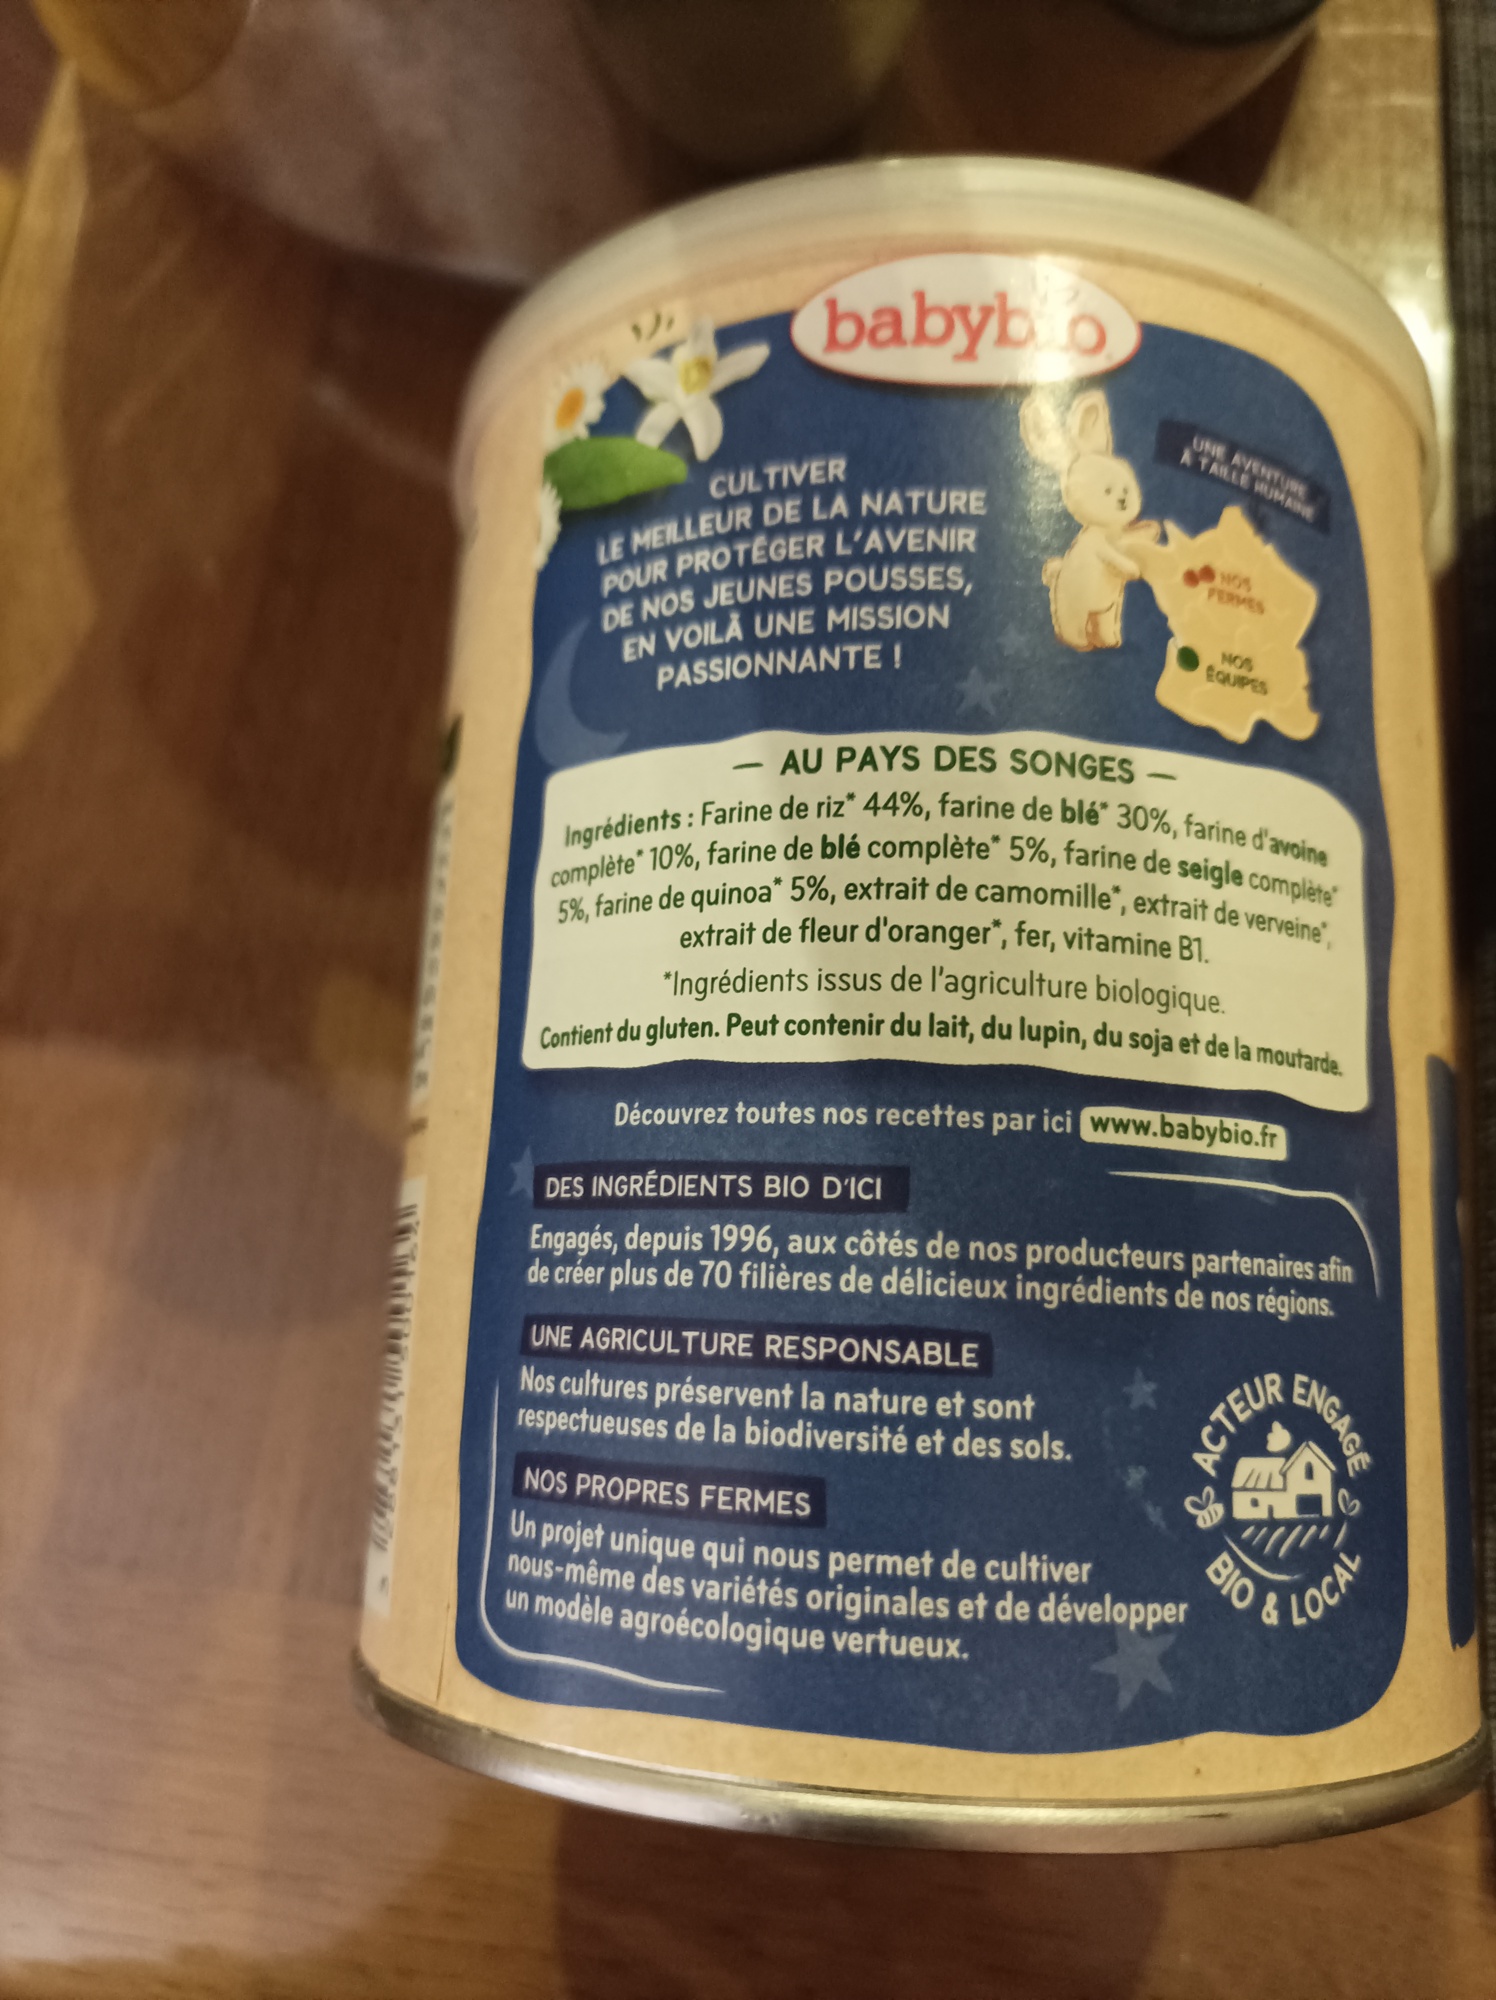 babybio
CULTIVER
LE MEILLEUR DE LA NATURE
POUR PROTÉGER L'AVENIR
DE NOS JEUNES POUSSES,
EN VOILÀ UNE MISSION
PASSIONNANTE !
UNE AVENTURE
À TAILLE HUMAINE
NOS
FERMES
NOS
ÉQUIPES
— AU PAYS DES SONGES —
Ingrédients : Farine de riz* 44%, farine de blé* 30%, farine d'avoine
complète* 10%, farine de blé complète* 5%, farine de seigle complète*
5%, farine de quinoa* 5%, extrait de camomille*, extrait de verveine*,
extrait de fleur d'oranger*, fer, vitamine B1.
*Ingrédients issus de l'agriculture biologique.
Contient du gluten. Peut contenir du lait, du lupin, du soja et de la moutarde.
Découvrez toutes nos recettes par ici www.babybio.fr
DES INGRÉDIENTS BIO D'ICI
Engagés, depuis 1996, aux côtés de nos producteurs partenaires afin
de créer plus de 70 filières de délicieux ingrédients de nos régions.
UNE AGRICULTURE RESPONSABLE
Nos cultures préservent la nature et sont
respectueuses de la biodiversité et des sols.
NOS PROPRES FERMES
Un projet unique qui nous permet de cultiver
nous-même des variétés originales et de développer
un modèle agroécologique vertueux.
ACTEUR ENGAGÉ
BIO & LOCAL